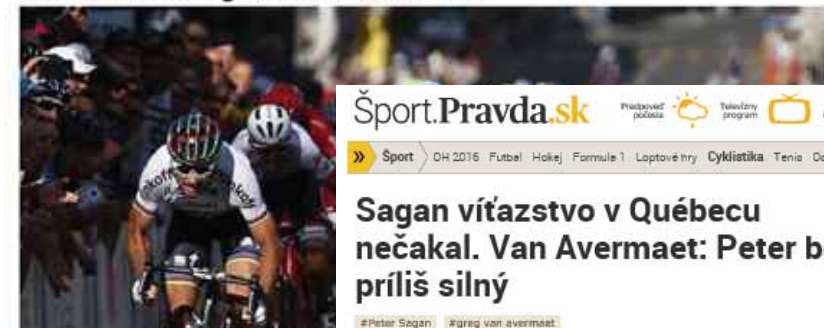 Šport.Pravda.sk
Predpoveď počasia
Televízny program
Šport OH 2016 Futbal Hokej Formula 1 Loptové hry Cyklistika Tenis
Sagan víťazstvo v Québecu
nečakal. Van Avermaet: Peter b
príliš silný
#Peter Sagan #greg van avermaet